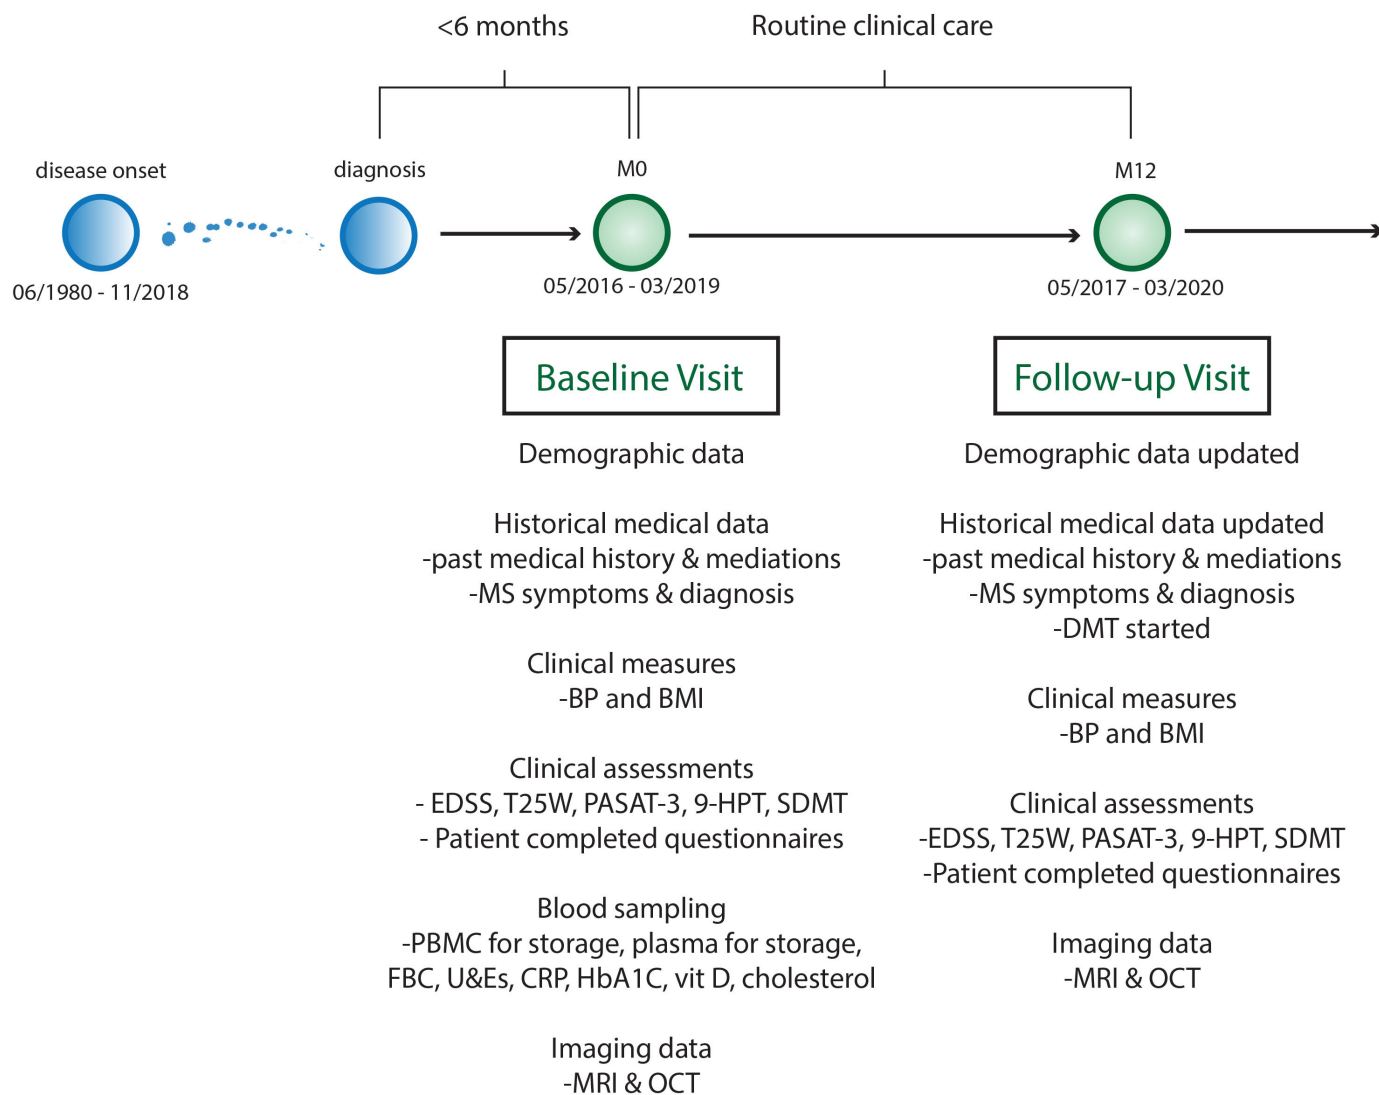 <6 months
Routine clinical care
disease onset
diagnosis
M0
M12
06/1980 - 11/2018
05/2016 - 03/2019
05/2017 - 03/2020
Baseline Visit
Demographic data
Historical medical data
-past medical history & mediations
-MS symptoms & diagnosis
Clinical measures
-BP and BMI
Clinical assessments
- EDSS, T25W, PASAT-3, 9-HPT, SDMT
- Patient completed questionnaires
Blood sampling
-PBMC for storage, plasma for storage,
FBC, U&Es, CRP, HbA1C, vit D, cholesterol
Imaging data
-MRI & OCT
Follow-up Visit
Demographic data updated
Historical medical data updated
-past medical history & mediations
-MS symptoms & diagnosis
-DMT started
Clinical measures
-BP and BMI
Clinical assessments
-EDSS, T25W, PASAT-3, 9-HPT, SDMT
-Patient completed questionnaires
Imaging data
-MRI & OCT